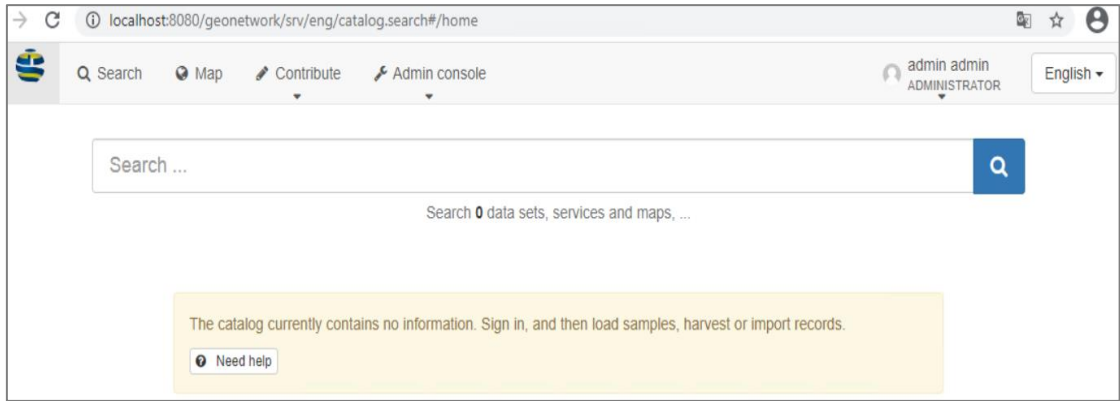 localhost:8080/geonetwork/srv/eng/catalog.search#/home
Search Map Contribute Admin console admin admin English
ADMINISTRATOR
Search ...
Search 0 data sets, services and maps, ...
The catalog currently contains no information. Sign in, and then load samples, harvest or import records.
Need help